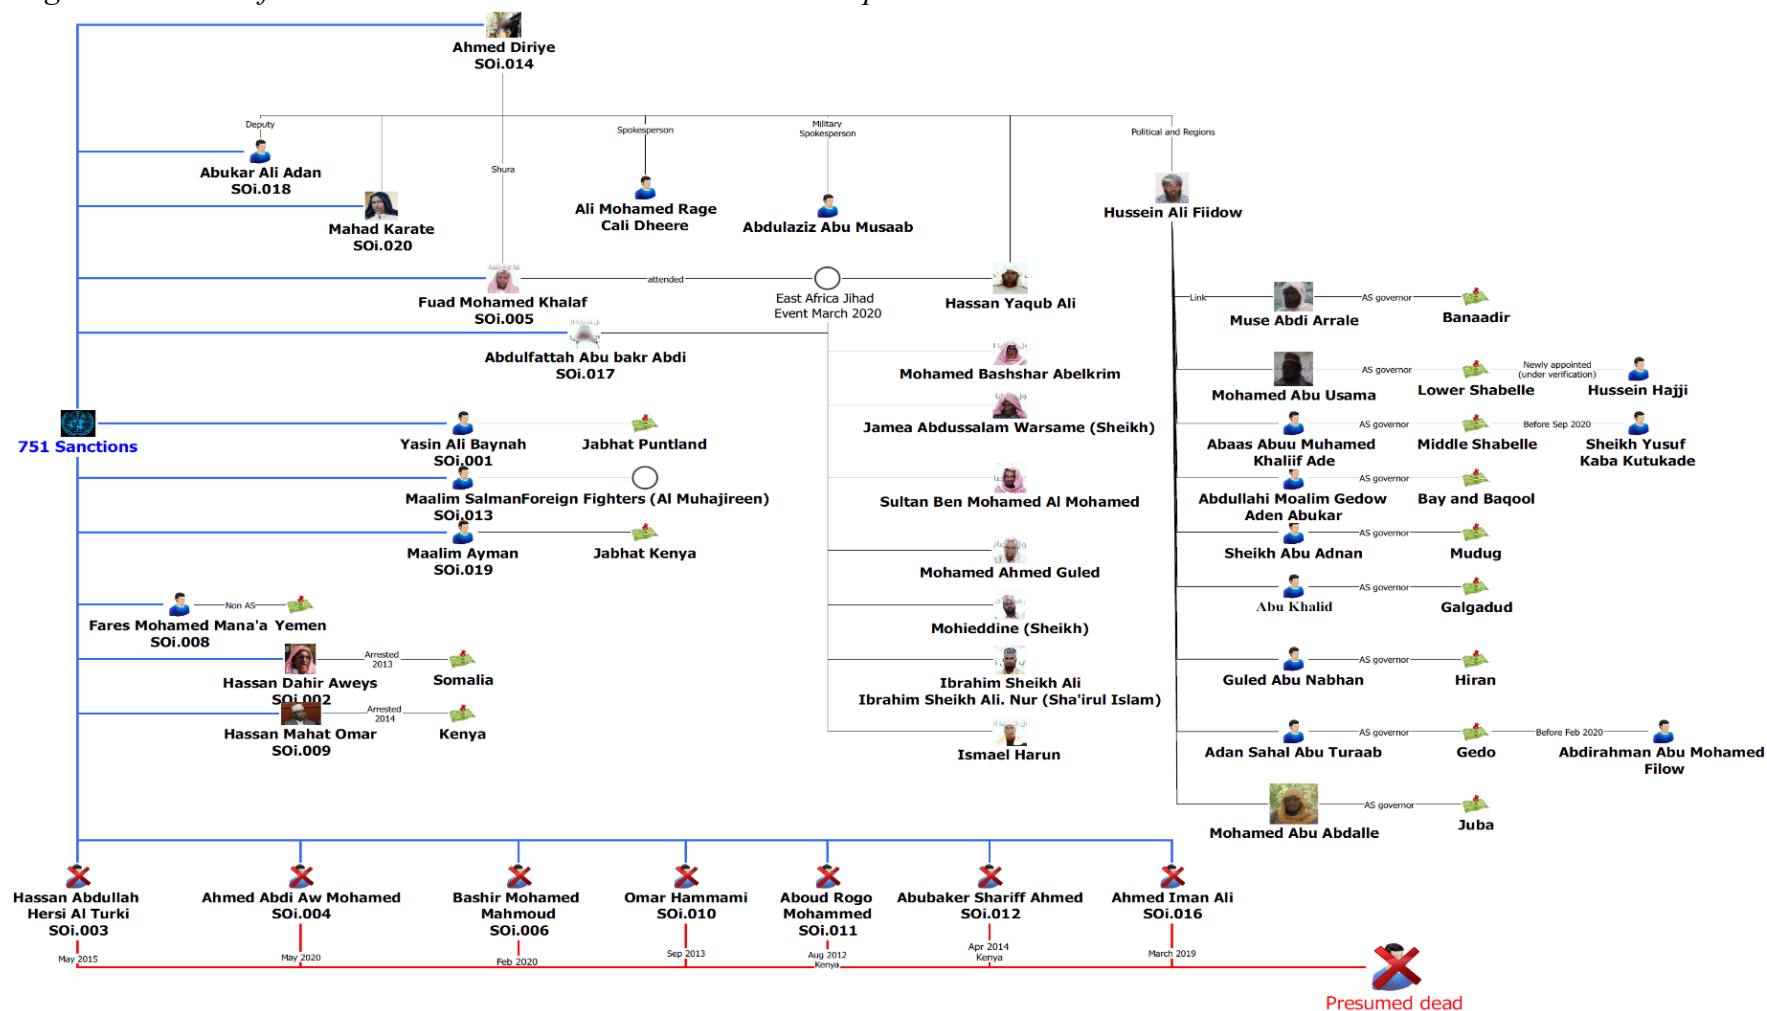 Ahmed Diriye
SOi.014
Deputy
Spokesperson
Military
Spokesperson
Political and Regions
Shura
Abukar Ali Adan
SOi.018
Mahad Karate
SOi.020
Ali Mohamed Rage
Cali Dheere
Abdulaziz Abu Musaab
Hussein Ali Fiidow
Fuad Mohamed Khalaf
SOi.005
attended
East Africa Jihad
Event March 2020
Hassan Yaqub Ali
Link
Muse Abdi Arrale
AS governor
Banaadir
Abdulfattah Abu bakr Abdi
SOi.017
Mohamed Bashshar Abelkrim
Mohamed Abu Usama
AS governor
Lower Shabelle
Newly appointed
(under verification)
Hussein Hajji
751 Sanctions
Yasin Ali Baynah
SOi.001
Jabhat Puntland
Jamea Abdussalam Warsame (Sheikh)
Abaas Abuu Muhamed
Khaliif Ade
AS governor
Middle Shabelle
Before Sep 2020
Sheikh Yusuf
Kaba Kutukade
Maalim Salman
SOi.013
Foreign Fighters (Al Muhajireen)
Sultan Ben Mohamed Al Mohamed
Abdullahi Moalim Gedow
Aden Abukar
AS governor
Bay and Baqool
Maalim Ayman
SOi.019
Jabhat Kenya
Mohamed Ahmed Guled
Sheikh Abu Adnan
AS governor
Mudug
Fares Mohamed Mana'a
SOi.008
Non AS
Yemen
Mohieddine (Sheikh)
Abu Khalid
AS governor
Galgadud
Hassan Dahir Aweys
SOi.002
Arrested
2013
Somalia
Ibrahim Sheikh Ali
Ibrahim Sheikh Ali. Nur (Sha'irul Islam)
Guled Abu Nabhan
AS governor
Hiran
Hassan Mahat Omar
SOi.009
Arrested
2014
Kenya
Ismael Harun
Adan Sahal Abu Turaab
AS governor
Gedo
Before Feb 2020
Abdirahman Abu Mohamed
Filow
Mohamed Abu Abdalle
AS governor
Juba
Hassan Abdullah
Hersi Al Turki
SOi.003
May 2015
Ahmed Abdi Aw Mohamed
SOi.004
May 2020
Bashir Mohamed
Mahmoud
SOi.006
Feb 2020
Omar Hammami
SOi.010
Sep 2013
Aboud Rogo
Mohammed
SOi.011
Aug 2012
Kenya
Abubaker Shariff Ahmed
SOi.012
Apr 2014
Kenya
Ahmed Iman Ali
SOi.016
March 2019
Presumed dead